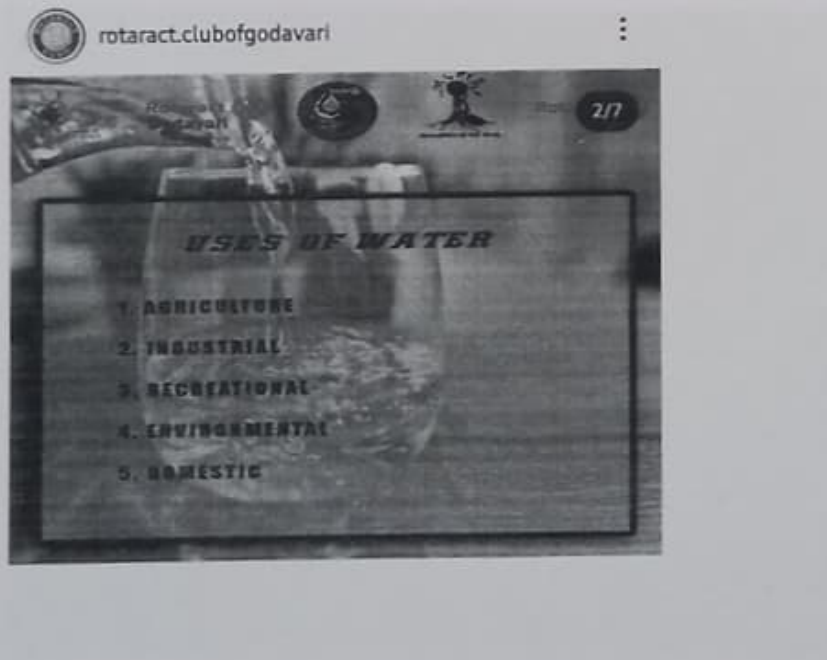 rotaract.clubofgodavari
2/7
USES OF WATER
1. AGRICULTURE
2. INDUSTRIAL
3. RECREATIONAL
4. ENVIRONMENTAL
5. DOMESTIC